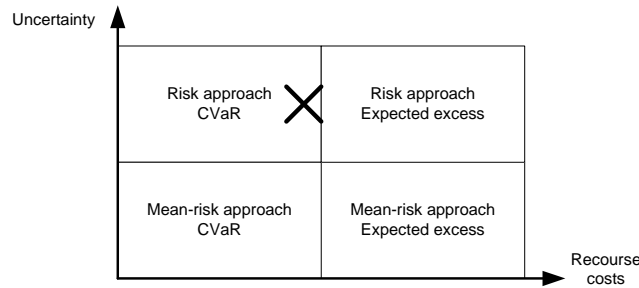 Uncertainty
Risk approach
CVaR
Risk approach
Expected excess
Mean-risk approach
CVaR
Mean-risk approach
Expected excess
Recourse
costs